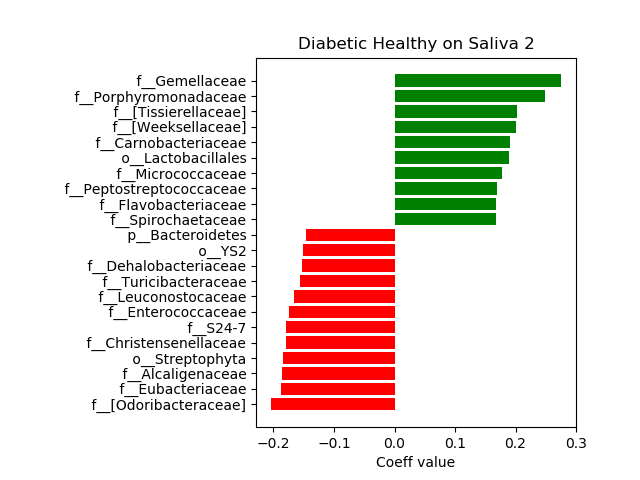 Diabetic Healthy on Saliva 2
f__Gemellaceae
f__Porphyromonadaceae
f__[Tissierellaceae]
f__[Weeksellaceae]
f__Carnobacteriaceae
o__Lactobacillales
f__Micrococcaceae
f__Peptostreptococcaceae
f__Flavobacteriaceae
f__Spirochaetaceae
p__Bacteroidetes
o__YS2
f__Dehalobacteriaceae
f__Turicibacteraceae
f__Leuconostocaceae
f__Enterococcaceae
f__S24-7
f__Christensenellaceae
o__Streptophyta
f__Alcaligenaceae
f__Eubacteriaceae
f__[Odoribacteraceae]
−0.2 −0.1 0.0 0.1 0.2 0.3
Coeff value